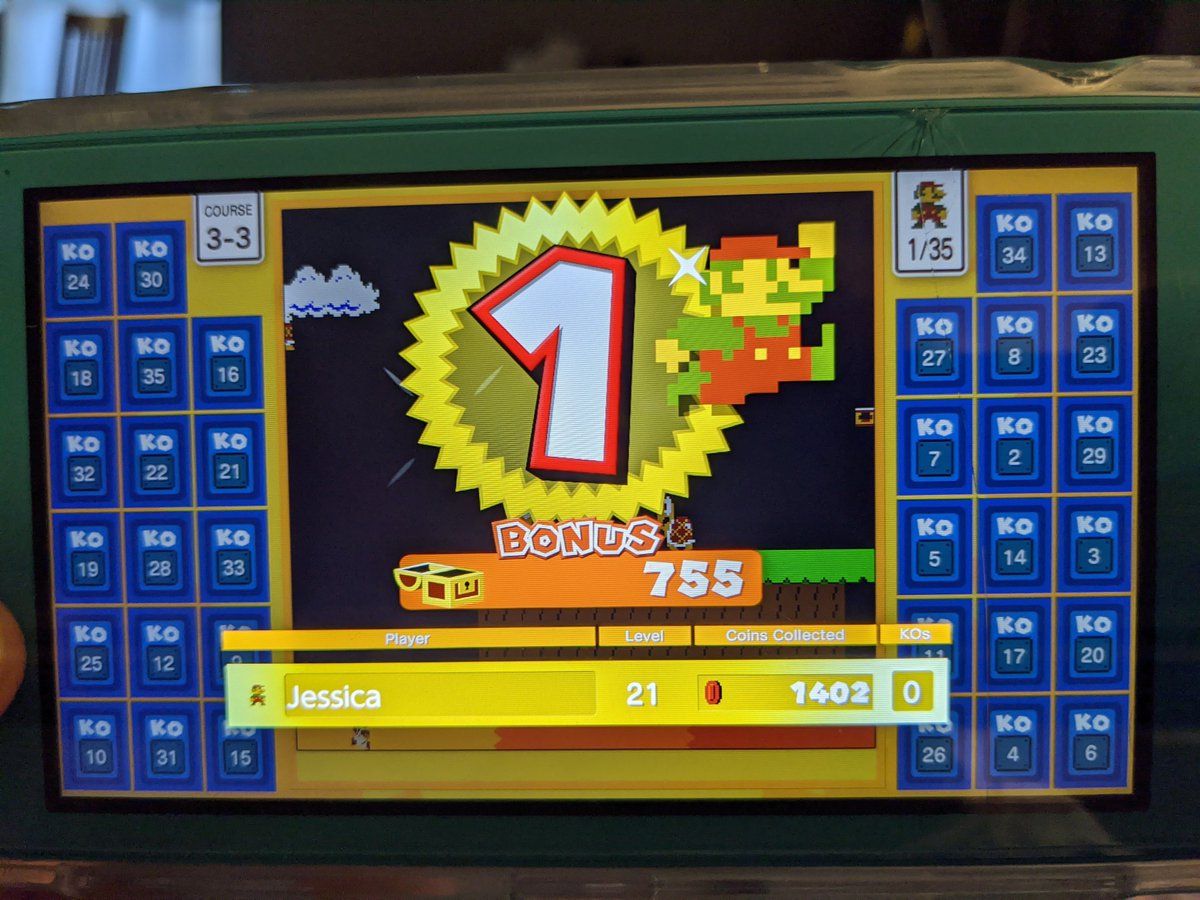 COURSE
3-3
1/35
KO 24
KO 30
KO 34
KO 13
KO 18
KO 35
KO 16
KO 27
KO 8
KO 23
KO 32
KO 22
KO 21
KO 7
KO 2
KO 29
KO 19
KO 28
KO 33
KO 5
KO 14
KO 3
KO 25
KO 12
KO
KO 17
KO 20
KO 10
KO 31
KO 15
KO 26
KO 4
KO 6
1
BONUS
755
Player Level Coins Collected KOs
Jessica 21 1402 0